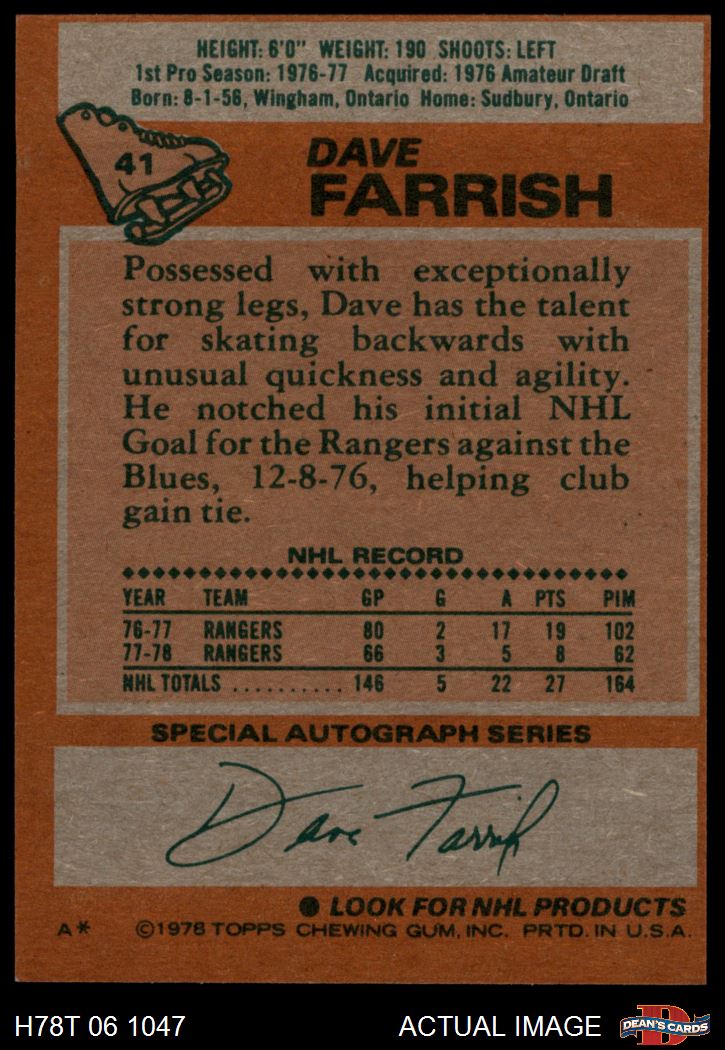 HEIGHT: 6'0" WEIGHT: 190 SHOOTS: LEFT
1st Pro Season: 1976-77 Acquired: 1976 Amateur Draft
Born: 8-1-56, Wingham, Ontario Home: Sudbury, Ontario
41
DAVE
FARRISH
Possessed with exceptionally
strong legs, Dave has the talent
for skating backwards with
unusual quickness and agility.
He notched his initial NHL
Goal for the Rangers against the
Blues, 12-8-76, helping club
gain tie.
NHL RECORD
YEAR TEAM GP G A PTS PIM
76-77 RANGERS 80 2 17 19 102
77-78 RANGERS 66 3 5 8 62
NHL TOTALS .......... 146 5 22 27 164
SPECIAL AUTOGRAPH SERIES
Dave Farrish
● LOOK FOR NHL PRODUCTS
A* ©1978 TOPPS CHEWING GUM, INC. PRTD. IN U.S.A.
H78T 06 1047 ACTUAL IMAGE D DEAN'S CARDS